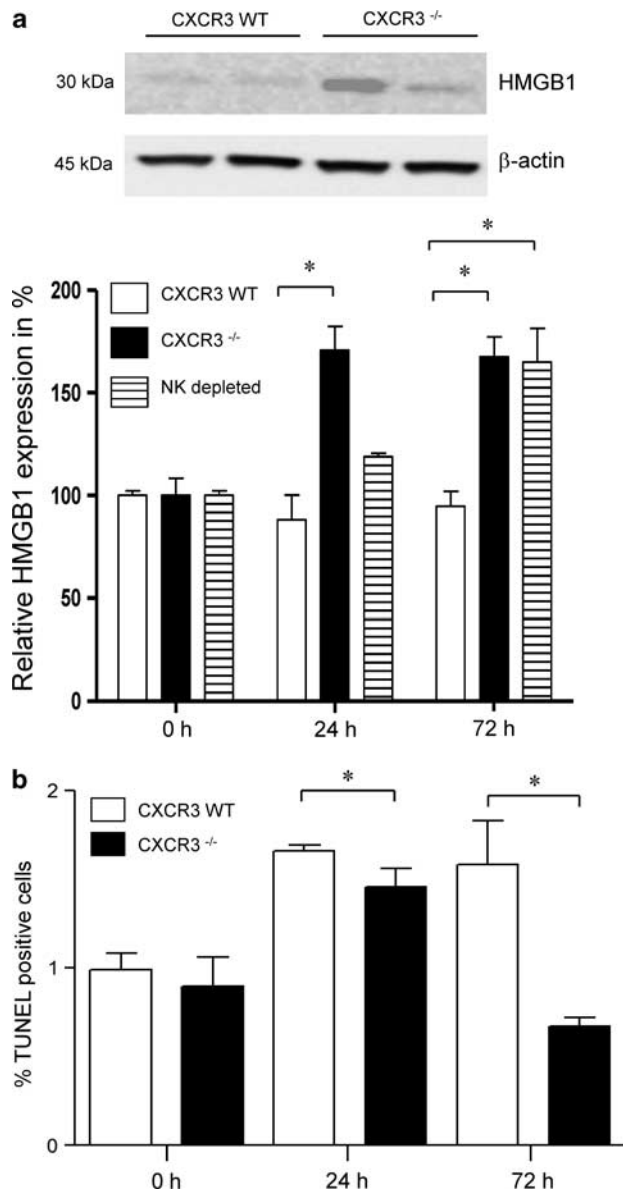 a
CXCR3 WT
CXCR3 -/-
30 kDa
HMGB1
45 kDa
β-actin
Relative HMGB1 expression in %
200
150
100
50
0
CXCR3 WT
CXCR3 -/-
NK depleted
*
*
*
0 h
24 h
72 h
b
% TUNEL positive cells
2
1
0
CXCR3 WT
CXCR3 -/-
*
*
0 h
24 h
72 h